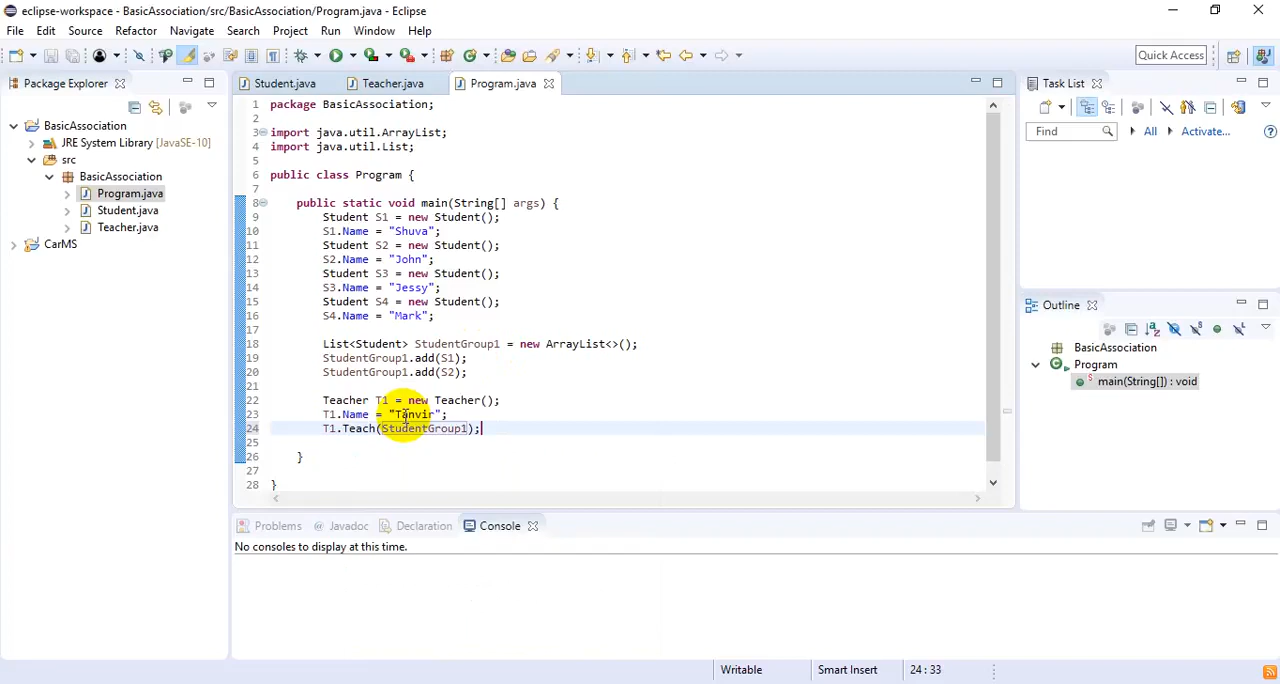 eclipse-workspace - BasicAssociation/src/BasicAssociation/Program.java - Eclipse
File Edit Source Refactor Navigate Search Project Run Window Help
Quick Access
Package Explorer
BasicAssociation
JRE System Library [JavaSE-10]
src
BasicAssociation
Program.java
Student.java
Teacher.java
CarMS
Student.java Teacher.java Program.java
1 package BasicAssociation;
2
3 import java.util.ArrayList;
4 import java.util.List;
5
6 public class Program {
7
8 public static void main(String[] args) {
9 Student S1 = new Student();
10 S1.Name = "Shuva";
11 Student S2 = new Student();
12 S2.Name = "John";
13 Student S3 = new Student();
14 S3.Name = "Jessy";
15 Student S4 = new Student();
16 S4.Name = "Mark";
17
18 List<Student> StudentGroup1 = new ArrayList<>();
19 StudentGroup1.add(S1);
20 StudentGroup1.add(S2);
21
22 Teacher T1 = new Teacher();
23 T1.Name = "Tanvir";
24 T1.Teach(StudentGroup1);
25
26 }
27
28 }
Task List
Find All Activate...
Outline
BasicAssociation
Program
main(String[]) : void
Problems Javadoc Declaration Console
No consoles to display at this time.
Writable Smart Insert 24 : 33